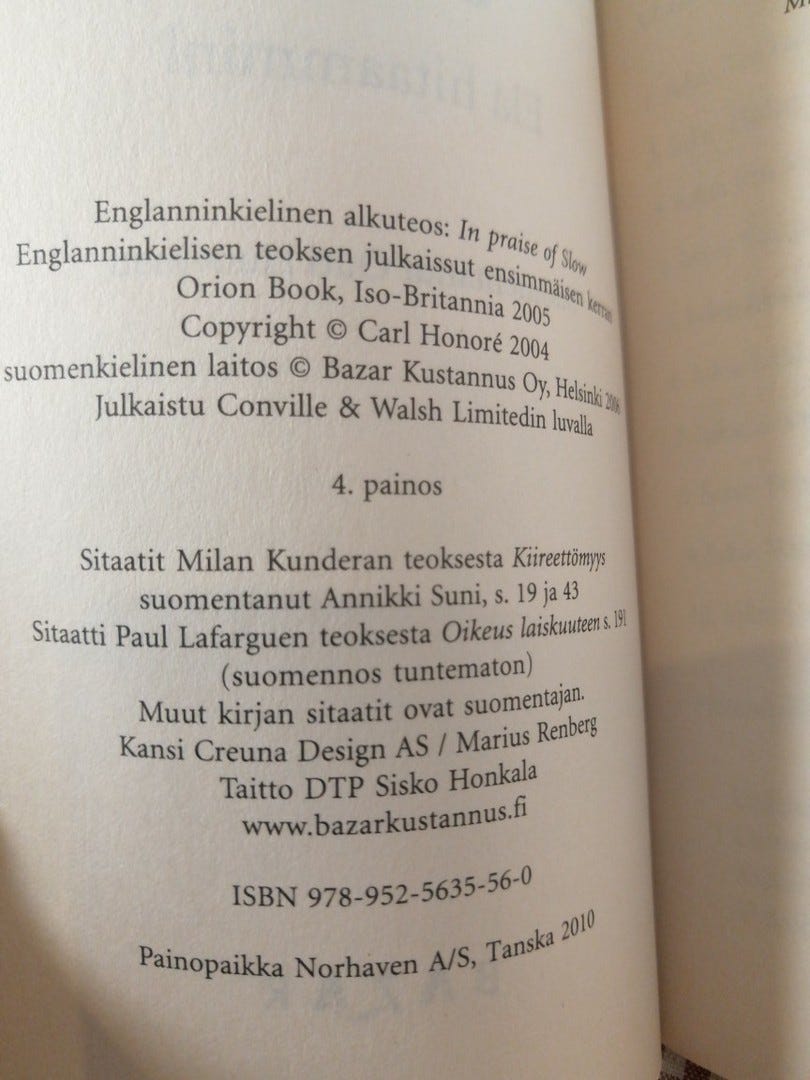 Englanninkielinen alkuteos: In praise of Slow
Englanninkielisen teoksen julkaissut ensimmäisen kerran
Orion Book, Iso-Britannia 2005
Copyright © Carl Honoré 2004
suomenkielinen laitos © Bazar Kustannus Oy, Helsinki 2006
Julkaistu Conville & Walsh Limitedin luvalla
4. painos
Sitaatit Milan Kunderan teoksesta Kiireettömyys
suomentanut Annikki Suni, s. 19 ja 43
Sitaatti Paul Lafarguen teoksesta Oikeus laiskuuteen s. 191
(suomennos tuntematon)
Muut kirjan sitaatit ovat suomentajan.
Kansi Creuna Design AS / Marius Renberg
Taitto DTP Sisko Honkala
www.bazarkustannus.fi
ISBN 978-952-5635-56-0
Painopaikka Norhaven A/S, Tanska 2010